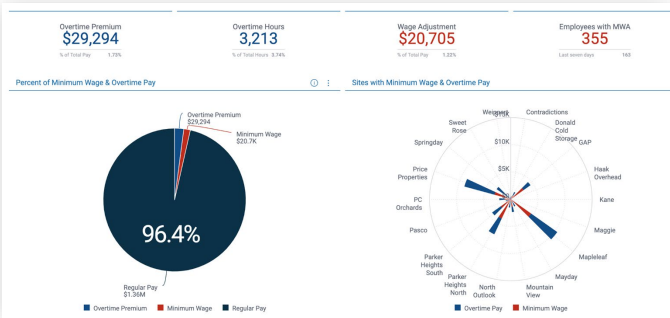 Overtime Premium
$29,294
% of Total Pay 1.73%
Overtime Hours
3,213
% of Total Hours 3.74%
Wage Adjustment
$20,705
% of Total Pay 1.22%
Employees with MWA
355
Last seven days 163
Percent of Minimum Wage & Overtime Pay
Sites with Minimum Wage & Overtime Pay
Overtime Premium
$29,294
Minimum Wage
$20.7K
96.4%
Regular Pay
$1.36M
Overtime Premium Minimum Wage Regular Pay
Contradictions
Donald
Cold
Storage
GAP
Haak
Overhead
Kane
Maggie
Mapleleaf
Mayday
Mountain
View
North
Outlook
Parker
Heights
North
Parker
Heights
South
Pasco
PC
Orchards
Price
Properties
Springday
Sweet
Rose
$10K
$5K
Overtime Pay Minimum Wage